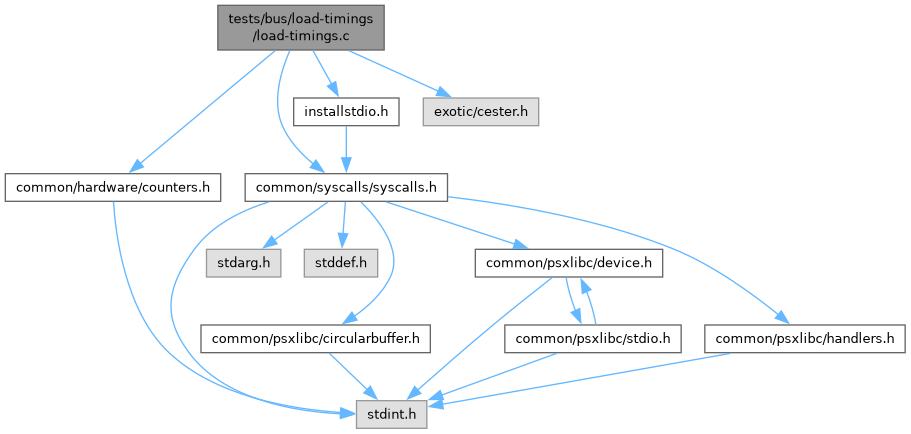 tests/bus/load-timings
/load-timings.c
installstdio.h
exotic/cester.h
common/hardware/counters.h
common/syscalls/syscalls.h
stdarg.h
stddef.h
common/psxlibc/device.h
common/psxlibc/circularbuffer.h
common/psxlibc/stdio.h
common/psxlibc/handlers.h
stdint.h